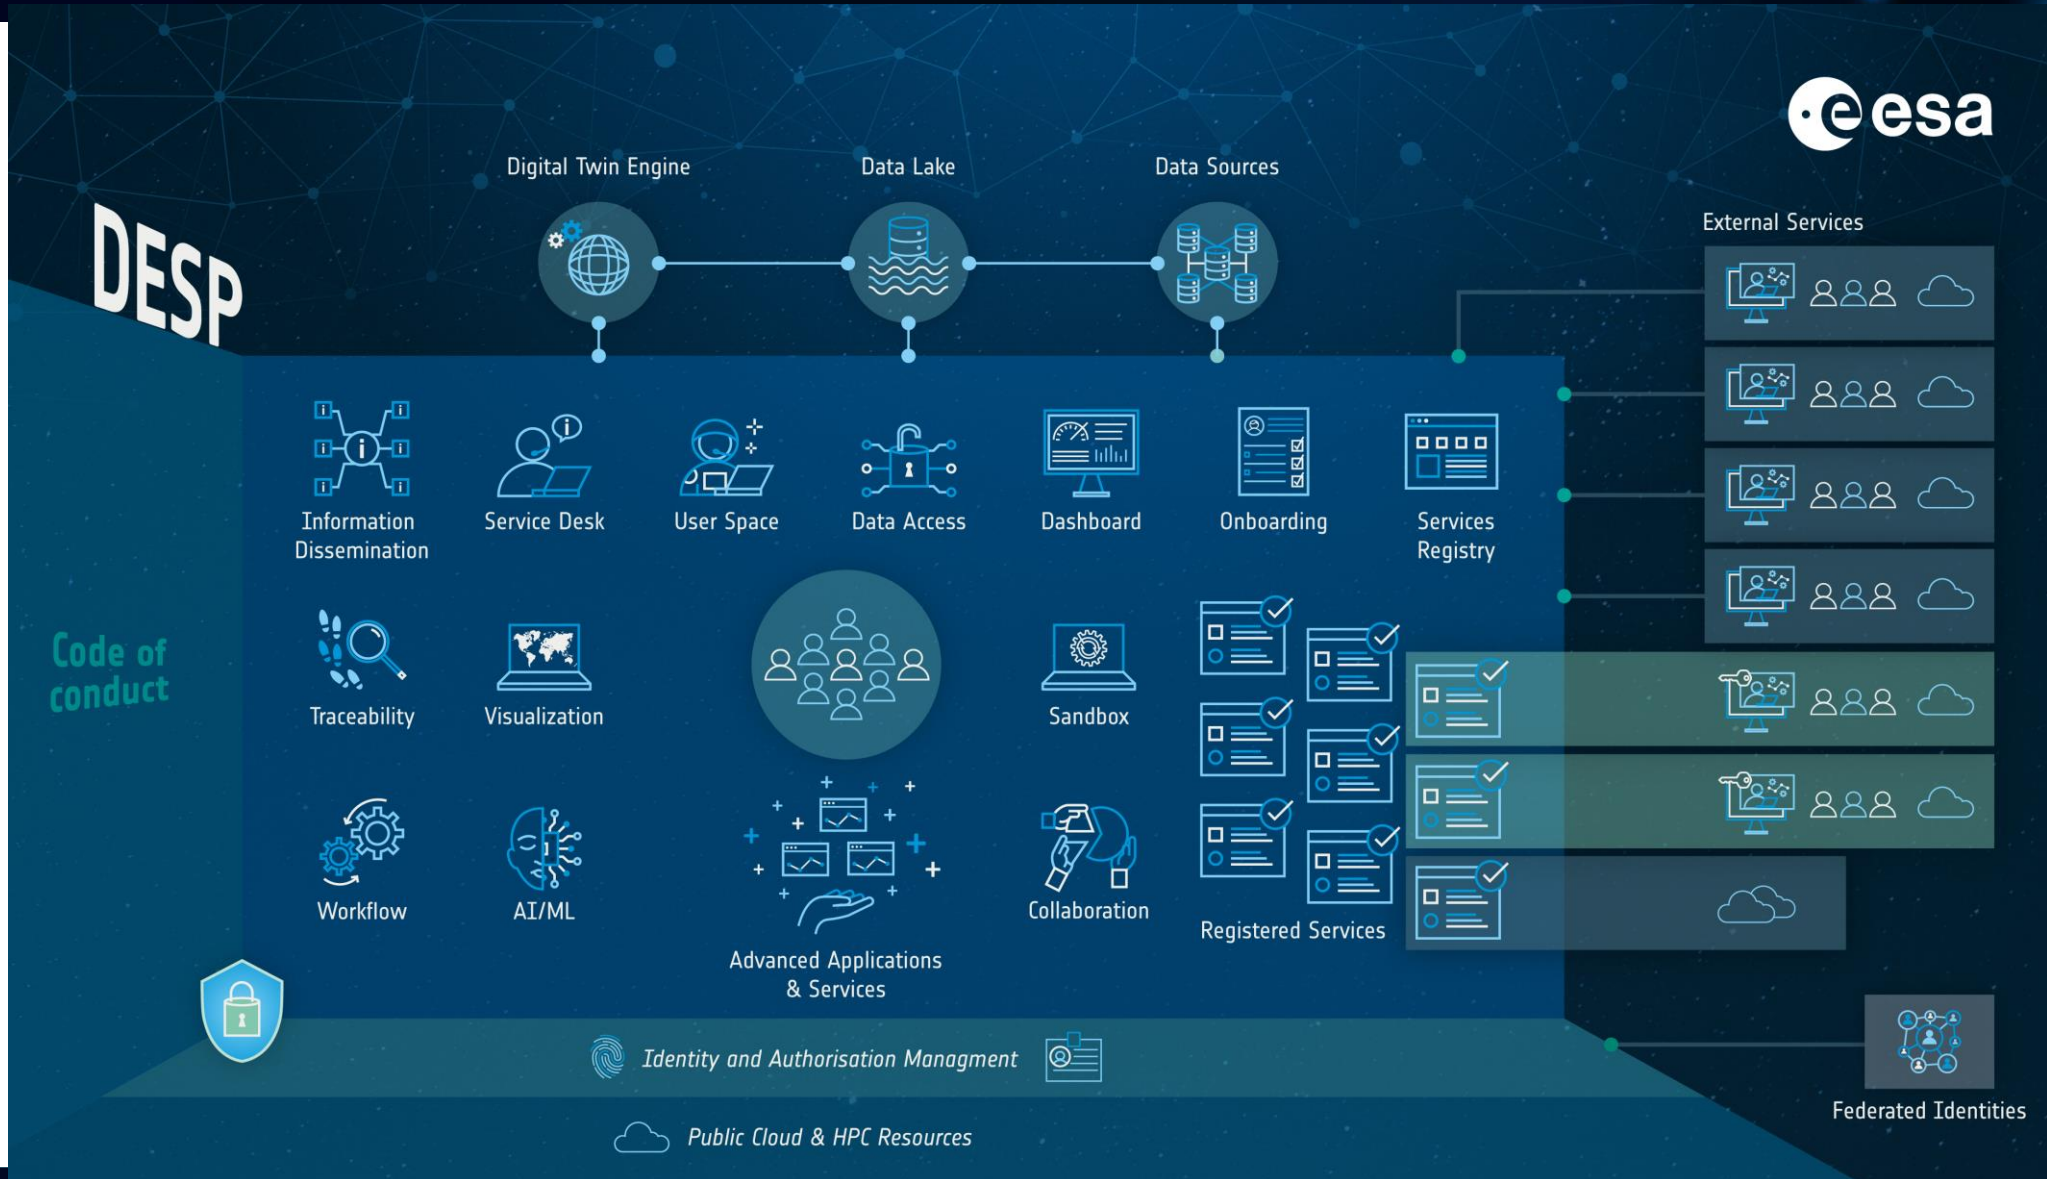 esa
Digital Twin Engine
Data Lake
Data Sources
External Services
DESP
Information
Dissemination
Service Desk
User Space
Data Access
Dashboard
Onboarding
Services
Registry
Code of
conduct
Traceability
Visualization
Sandbox
Workflow
AI/ML
Collaboration
Registered Services
Advanced Applications
& Services
Identity and Authorisation Managment
Federated Identities
Public Cloud & HPC Resources